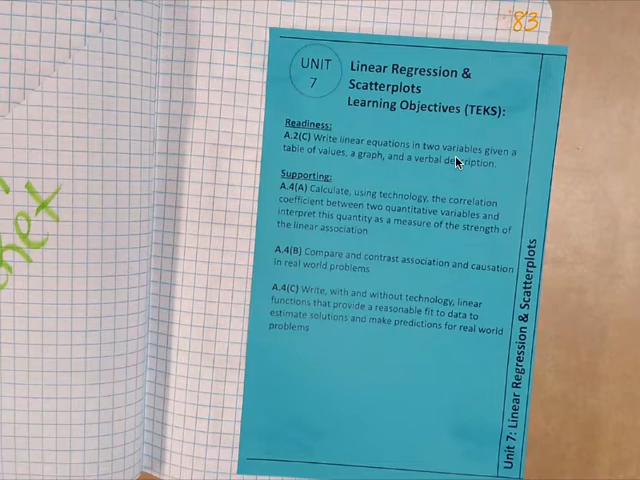 83
UNIT
7
Linear Regression &
Scatterplots
Learning Objectives (TEKS):
Readiness:
A.2(C) Write linear equations in two variables given a
table of values, a graph, and a verbal description.
Supporting:
A.4(A) Calculate, using technology, the correlation
coefficient between two quantitative variables and
interpret this quantity as a measure of the strength of
the linear association
A.4(B) Compare and contrast association and causation
in real world problems
A.4(C) Write, with and without technology, linear
functions that provide a reasonable fit to data to
estimate solutions and make predictions for real world
problems
Unit 7: Linear Regression & Scatterplots